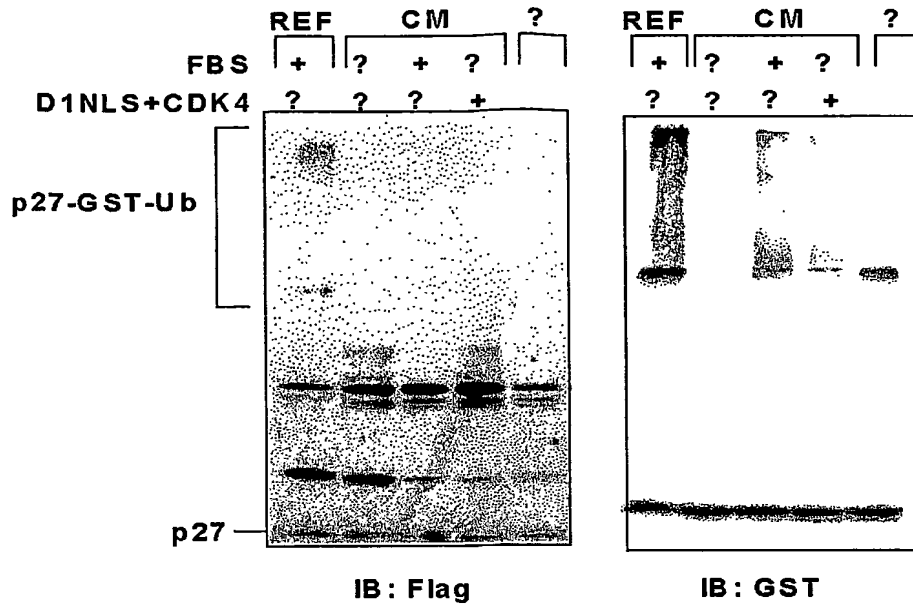 REF CM ? REF CM ?
FBS + ? + ? + ? + ?
D1NLS+CDK4 ? ? ? + ? ? ? +
p27-GST-Ub
p27
IB: Flag IB: GST